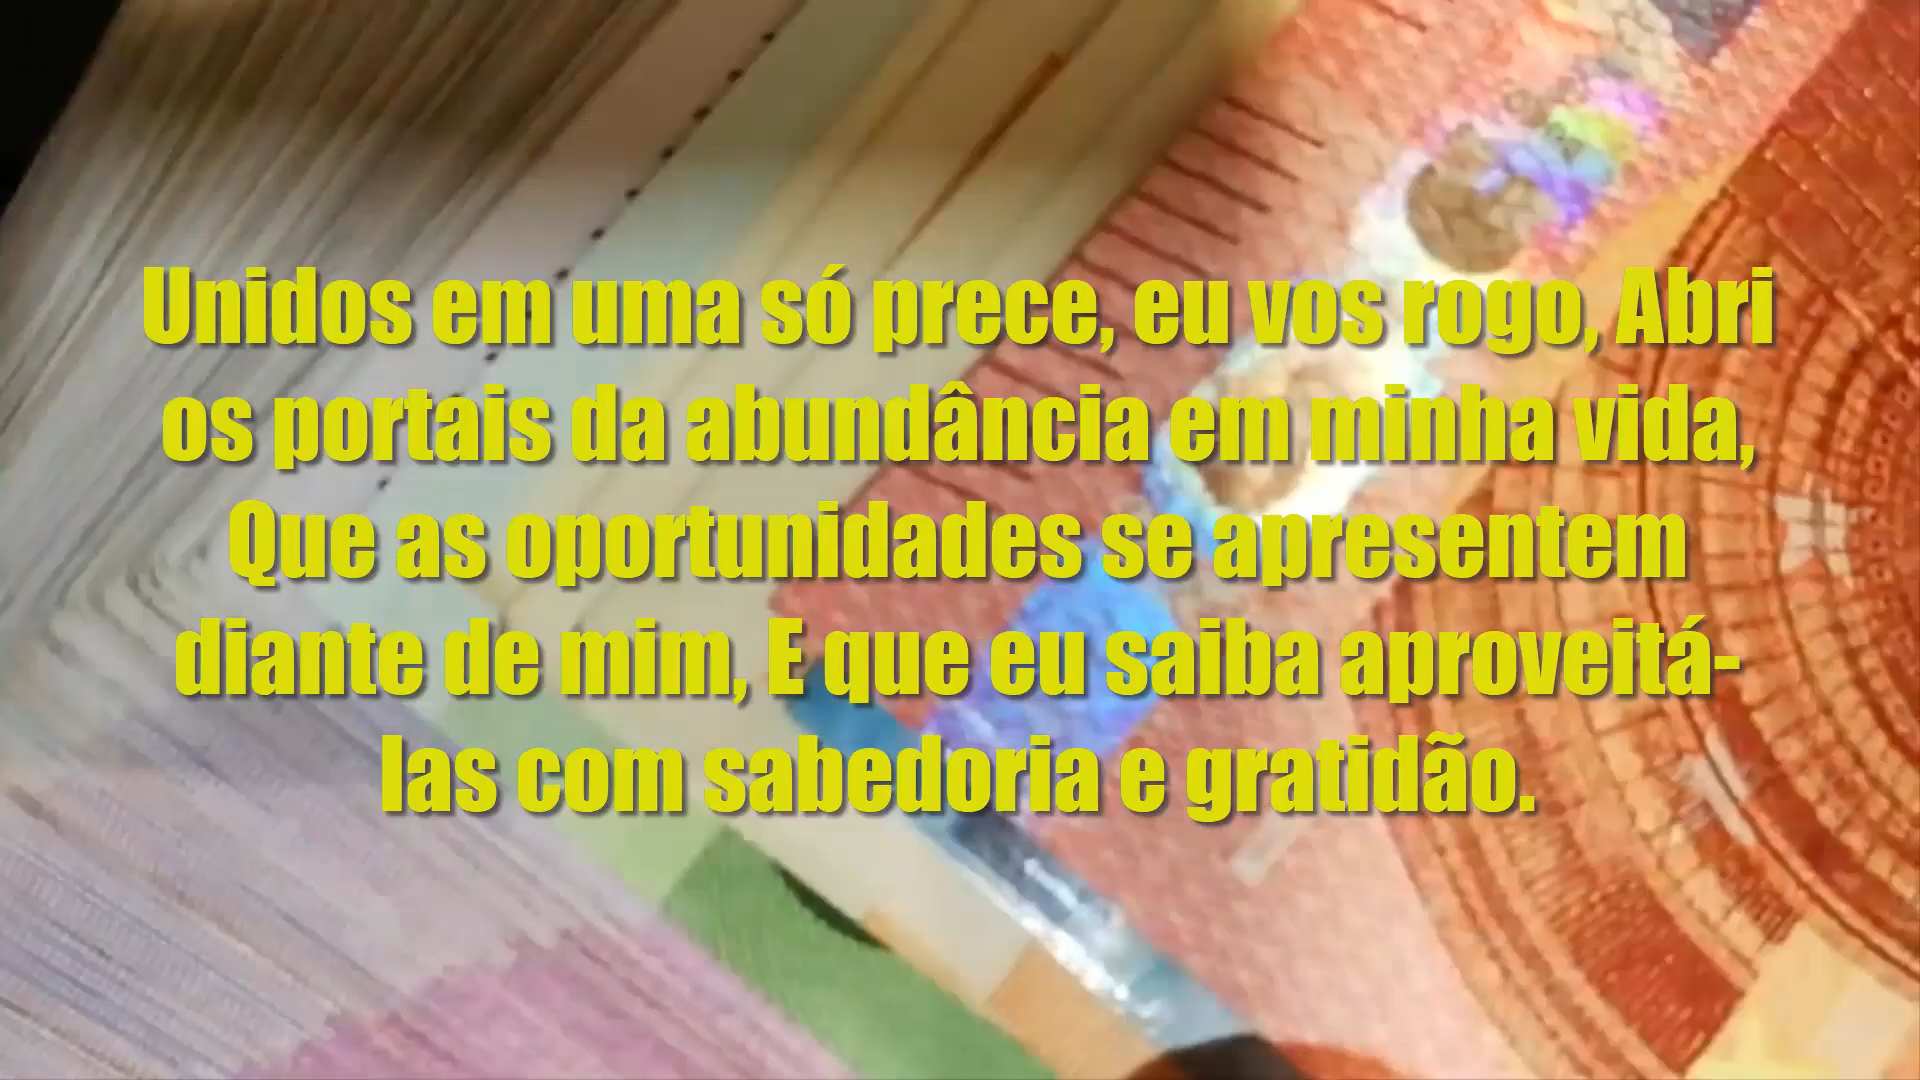 Unidos em uma só prece, eu vos rogo, Abri
os portais da abundância em minha vida,
Que as oportunidades se apresentem
diante de mim, E que eu saiba aproveitá-
las com sabedoria e gratidão.